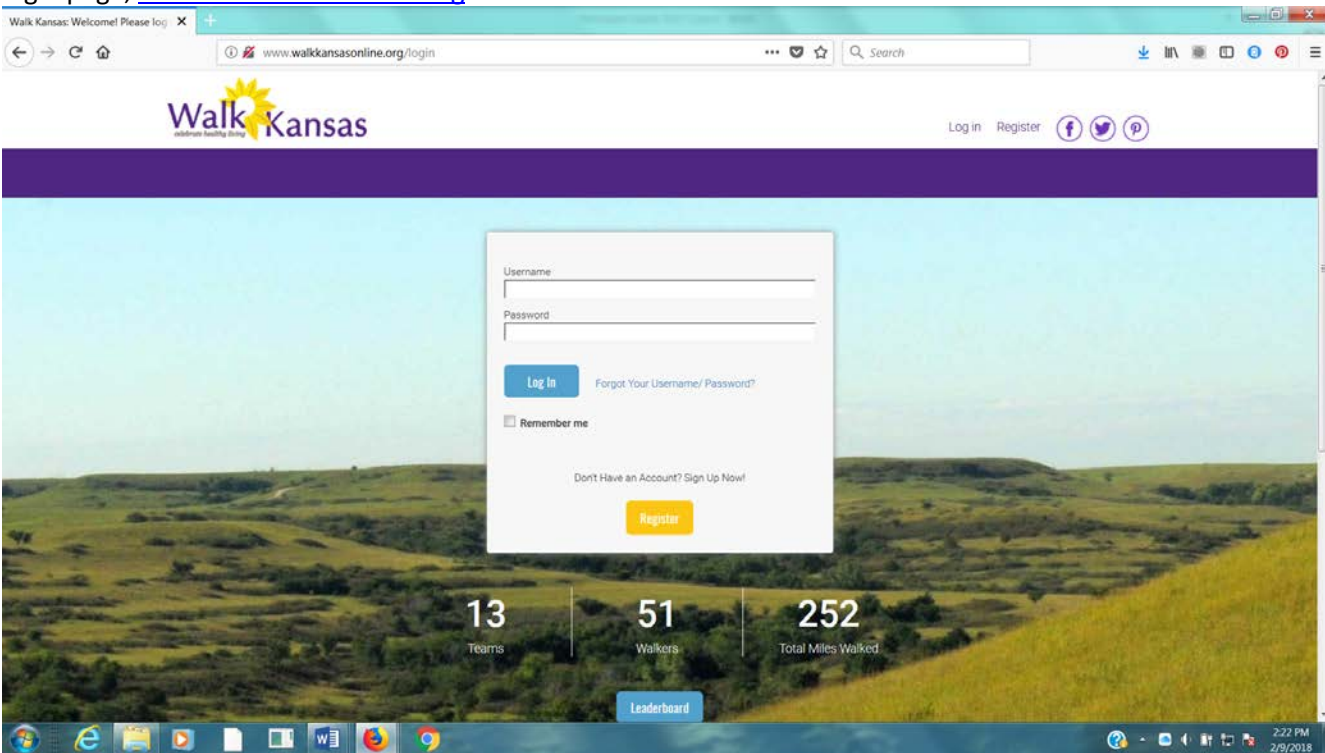 Walk Kansas: Welcome! Please log
www.walkkansasonline.org/login
Search
Walk Kansas
celebrate healthy living
Log in Register
Username
Password
Log In Forgot Your Username/ Password?
Remember me
Don't Have an Account? Sign Up Now!
Register
13 51 252
Teams Walkers Total Miles Walked
Leaderboard
2:22 PM
2/9/2018